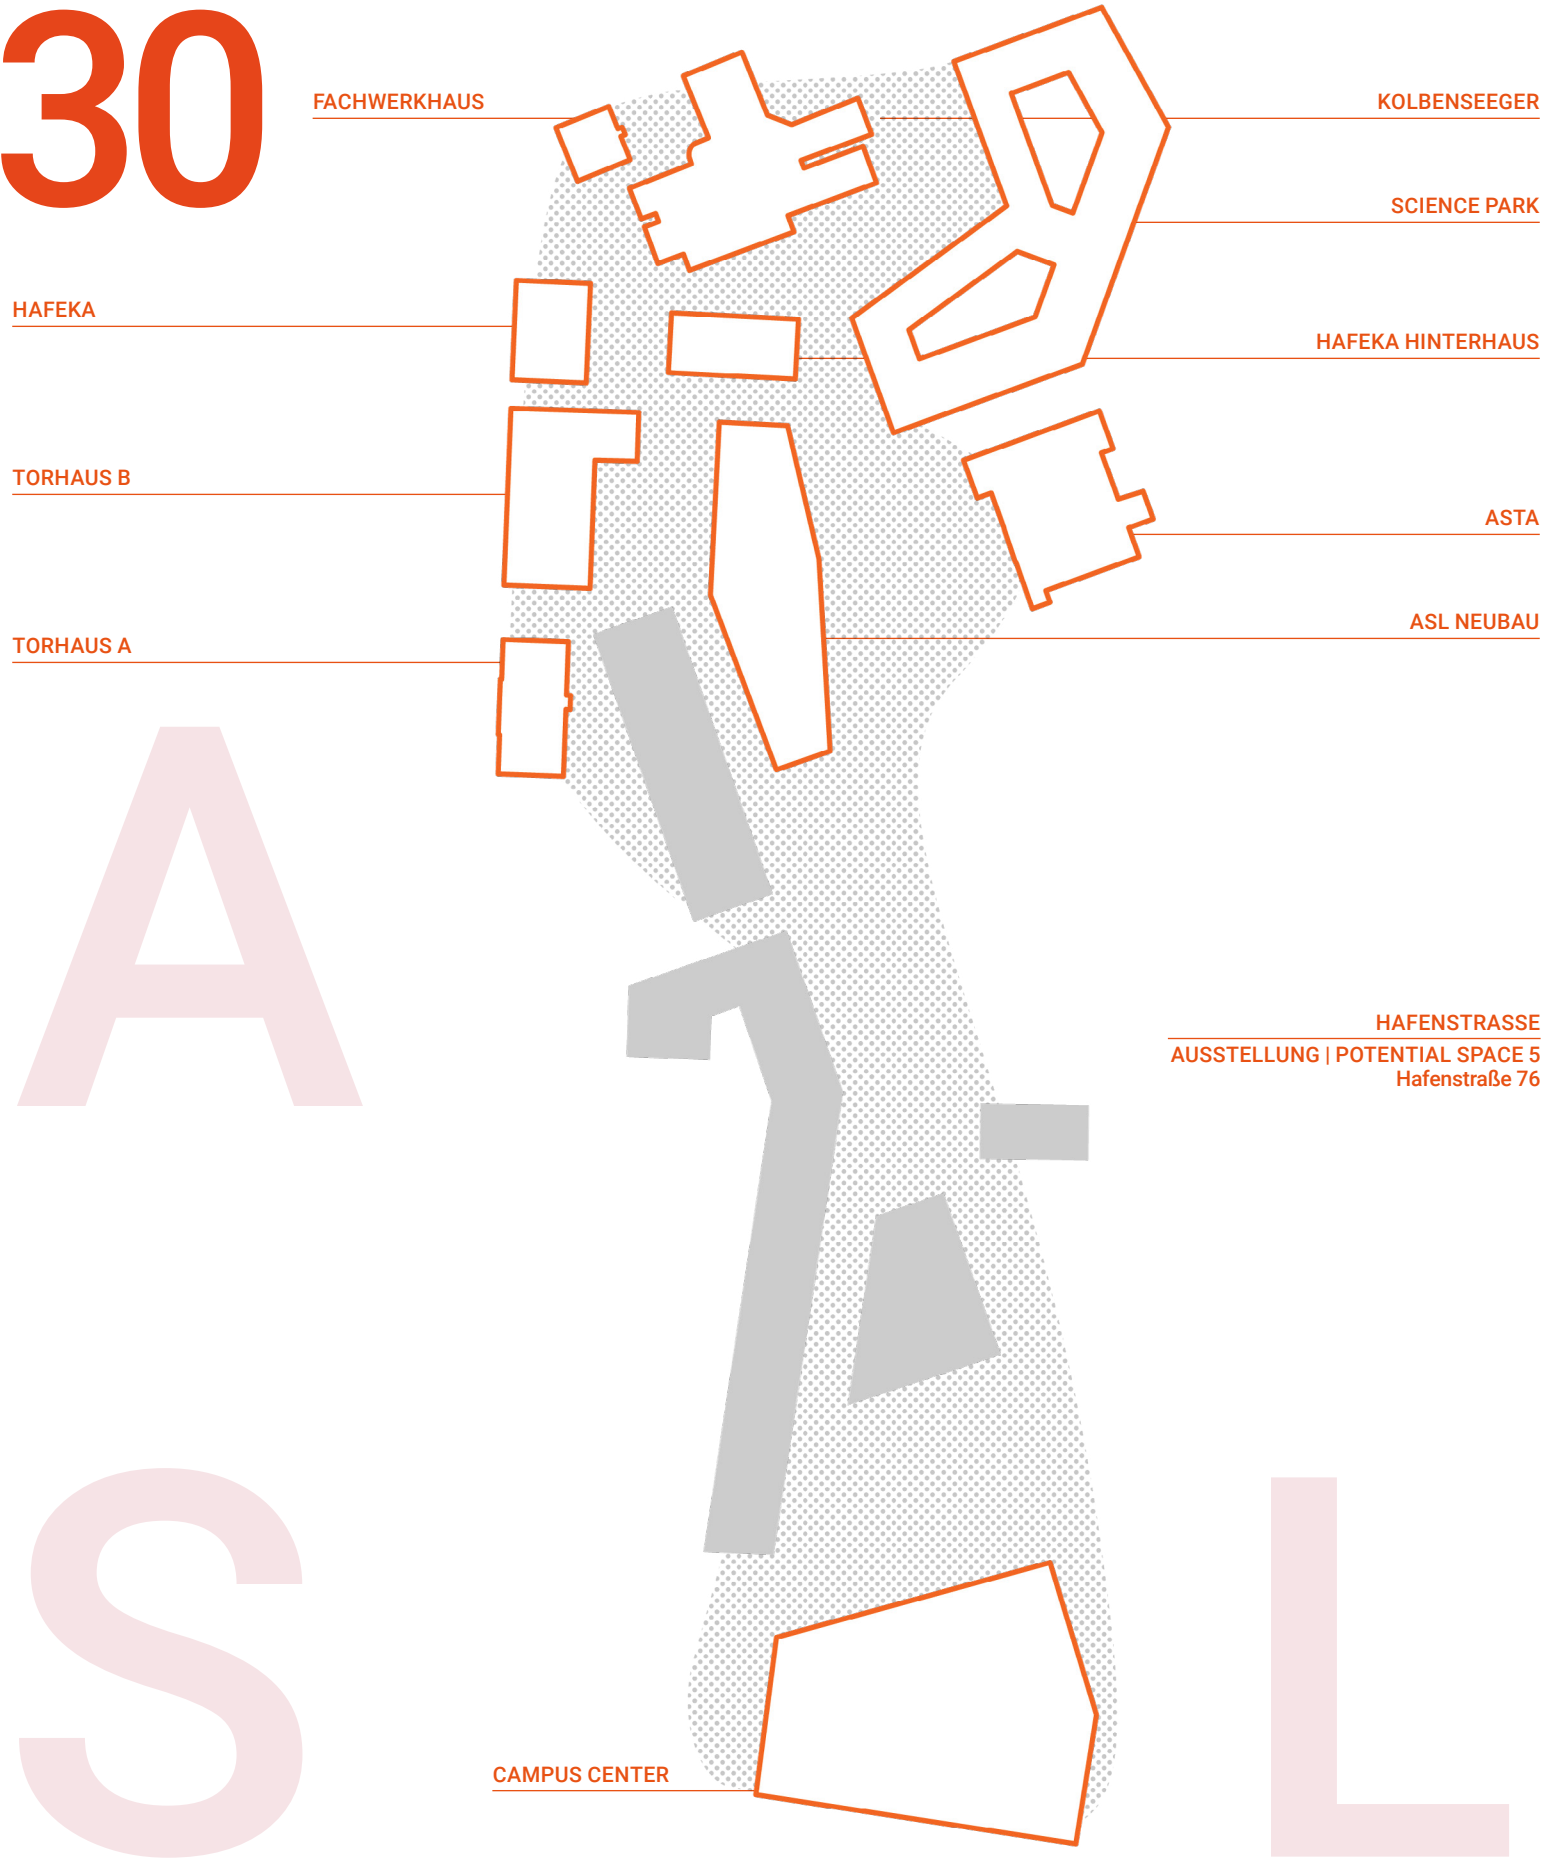 30
FACHWERKHAUS
KOLBENSEEGER
SCIENCE PARK
HAFEKA
HAFEKA HINTERHAUS
TORHAUS B
ASTA
ASL NEUBAU
TORHAUS A
A
HAFENSTRASSE
AUSSTELLUNG | POTENTIAL SPACE 5
Hafenstraße 76
S
L
CAMPUS CENTER